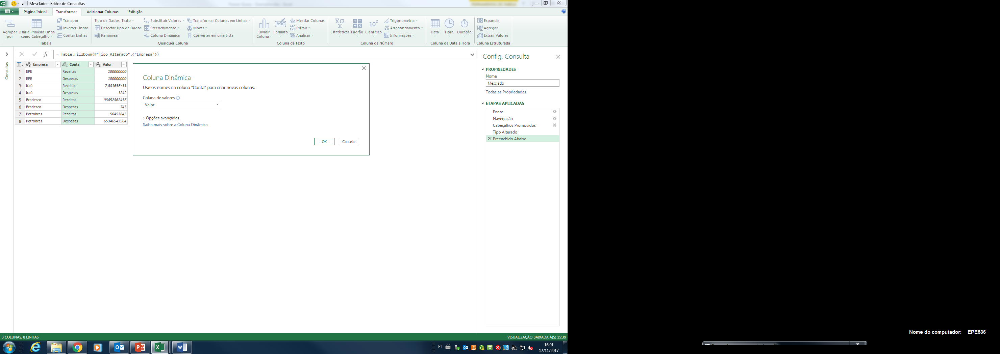 Mesclado - Editor de Consultas
Página Inicial Transformar Adicionar Colunas Exibição
Agrupar por
Usar a Primeira Linha como Cabeçalho
Transpor
Inverter Linhas
Contar Linhas
Tabela
Tipo de Dados: Texto
Detectar Tipo de Dados
Renomear
Substituir Valores
Preenchimento
Coluna Dinâmica
Transformar Colunas em Linhas
Mover
Converter em uma Lista
Qualquer Coluna
Dividir Coluna
Formato
Mesclar Colunas
Extrair
Analisar
Coluna de Texto
Estatísticas
Padrão
Científico
Trigonometria
Arredondamento
Informações
Coluna de Número
Data
Hora
Duração
Coluna de Data e Hora
Expandir
Agregar
Extrair Valores
Coluna Estruturada
Consultas
= Table.FillDown(#"Tipo Alterado",{"Empresa"})
Empresa Conta Valor
1 EPE Receitas 100000000
2 EPE Despesas 100000000
3 Itaú Receitas 7,83165E+11
4 Itaú Despesas 1242
5 Bradesco Receitas 93452362456
6 Bradesco Despesas 745
7 Petrobras Receitas 56453645
8 Petrobras Despesas 65346543564
Coluna Dinâmica
Use os nomes na coluna "Conta" para criar novas colunas.
Coluna de valores
Valor
Opções avançadas
Saiba mais sobre a Coluna Dinâmica
OK Cancelar
Config. Consulta
PROPRIEDADES
Nome
Mesclado
Todas as Propriedades
ETAPAS APLICADAS
Fonte
Navegação
Cabeçalhos Promovidos
Tipo Alterado
Preenchido Abaixo
3 COLUNAS, 8 LINHAS
VISUALIZAÇÃO BAIXADA À(S) 15:39
PT
16:01
17/11/2017
Nome do computador: EPE536